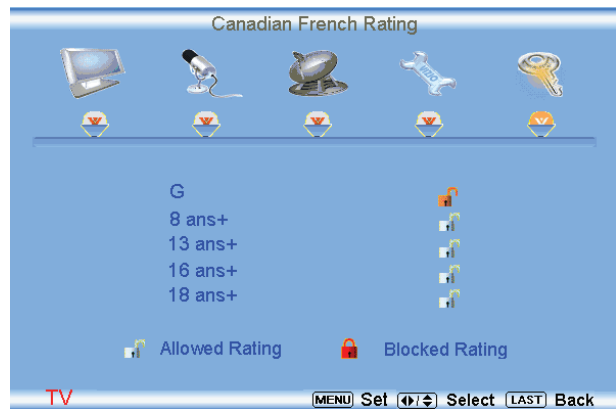 Canadian French Rating
G
8 ans+
13 ans+
16 ans+
18 ans+
Allowed Rating Blocked Rating
TV MENU Set Select LAST Back